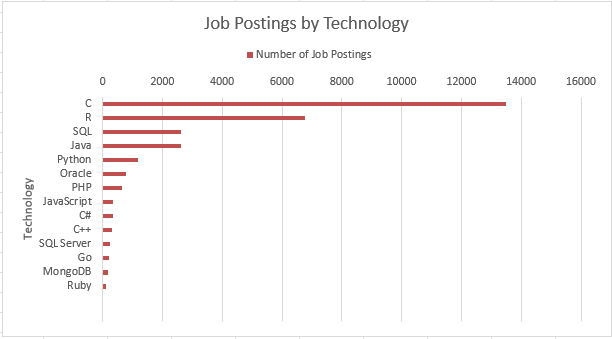 Job Postings by Technology
Number of Job Postings
0 2000 4000 6000 8000 10000 12000 14000 16000
C
R
SQL
Java
Python
Oracle
PHP
JavaScript
C#
C++
SQL Server
Go
MongoDB
Ruby
Technology